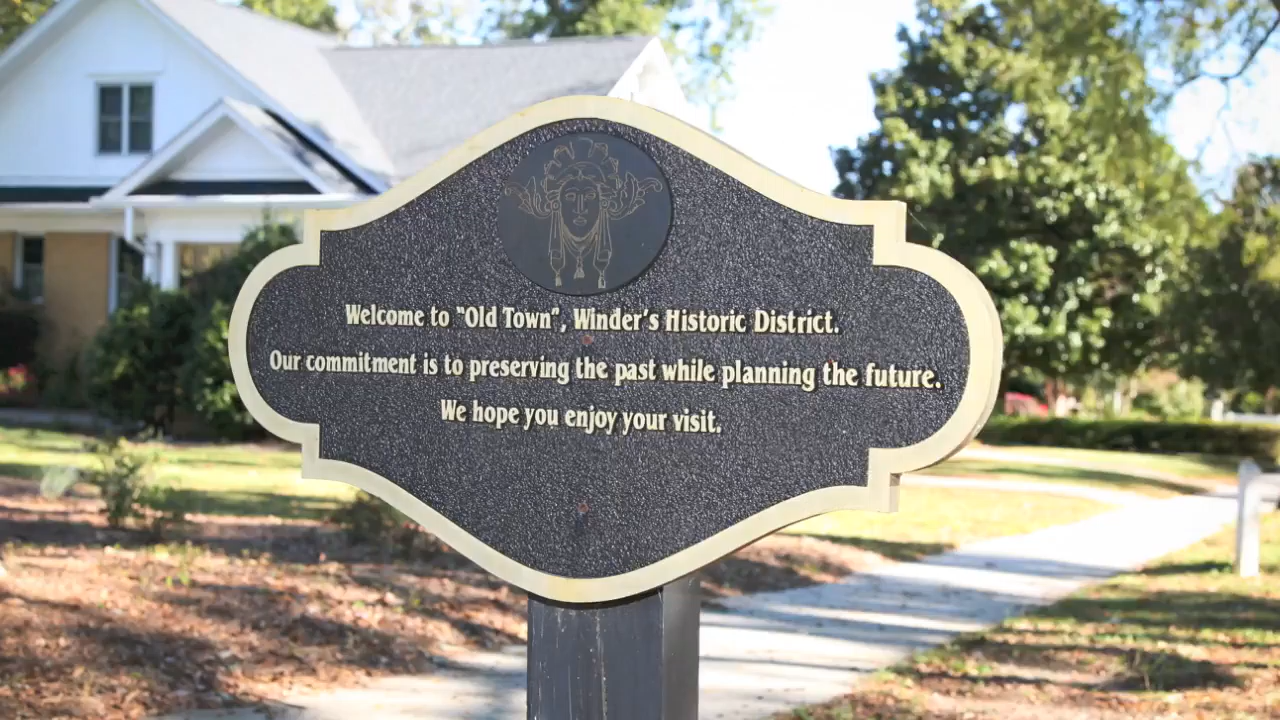 Welcome to "Old Town", Winder's Historic District.
Our commitment is to preserving the past while planning the future.
We hope you enjoy your visit.